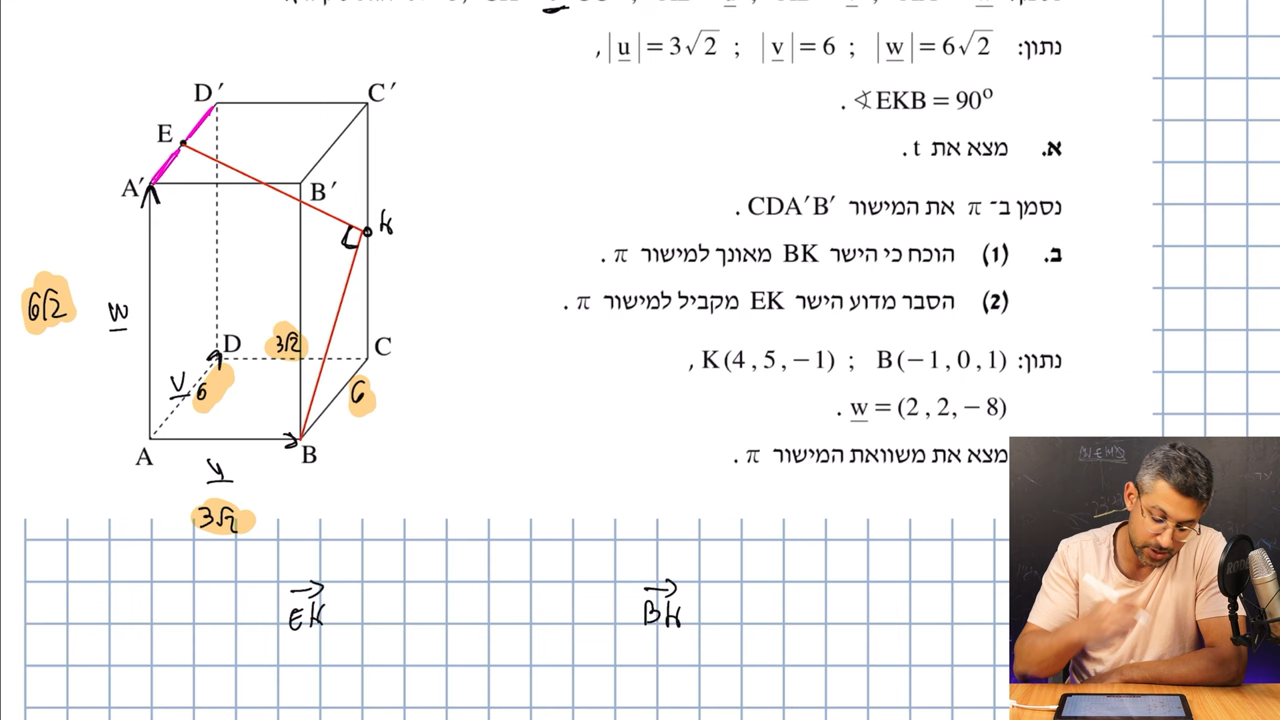 נתון: |w| = 6√2 ; |v| = 6 ; |u| = 3√2 ,
∢EKB = 90° .
א. מצא את t .
נסמן ב־ π את המישור CDA′B′ .
ב. (1) הוכח כי הישר BK מאונך למישור π .
(2) הסבר מדוע הישר EK מקביל למישור π .
נתון: B(−1, 0, 1) ; K(4, 5, −1) ,
w = (2, 2, −8) .
מצא את משוואת המישור π .
D′ C′
E
A′ B′
K
6√2 w
D 3√2 C
v 6 6
A B
u
3√2
EK BK